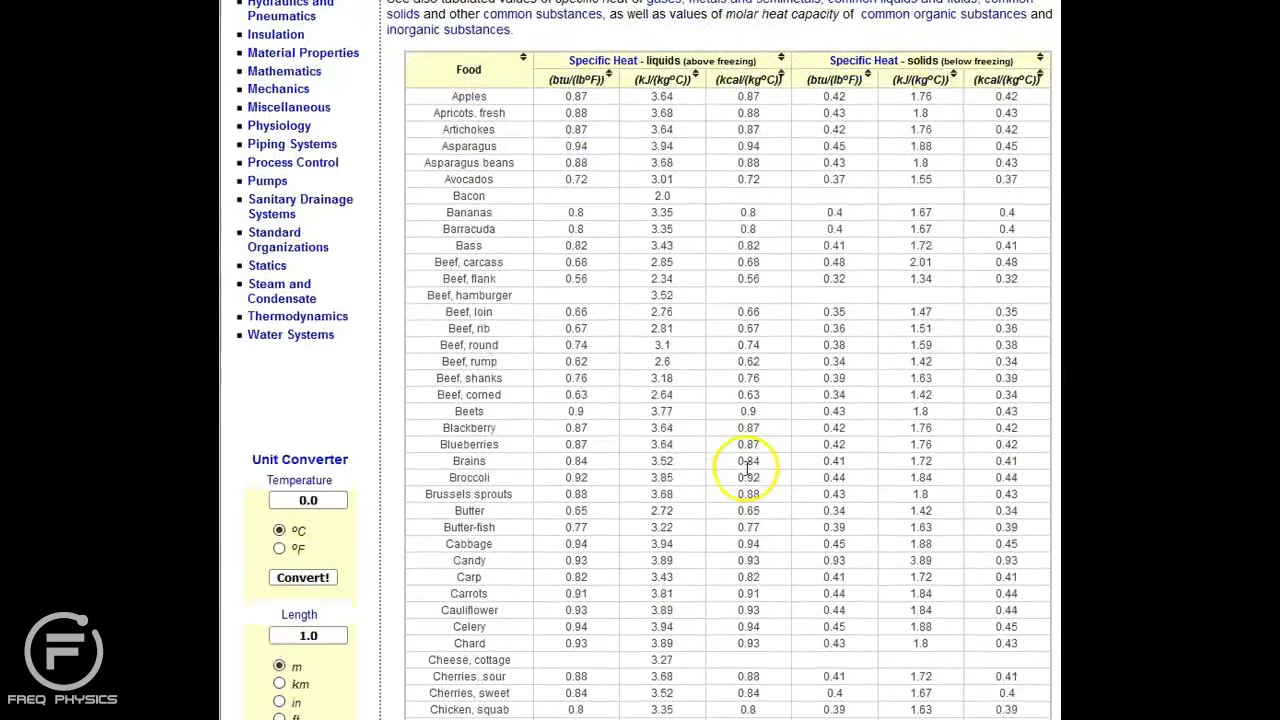 Hydraulics and
Pneumatics
Insulation
Material Properties
Mathematics
Mechanics
Miscellaneous
Physiology
Piping Systems
Process Control
Pumps
Sanitary Drainage
Systems
Standard
Organizations
Statics
Steam and
Condensate
Thermodynamics
Water Systems
Unit Converter
Temperature
0.0
ºC
ºF
Convert!
Length
1.0
m
km
in
FREQ PHYSICS
See also tabulated values of specific heat of gases, metals and semimetals, common liquids and fluids, common
solids and other common substances, as well as values of molar heat capacity of common organic substances and
inorganic substances.
Food Specific Heat - liquids (above freezing) Specific Heat - solids (below freezing)
(btu/(lbºF)) (kJ/(kgºC)) (kcal/(kgºC)) (btu/(lbºF)) (kJ/(kgºC)) (kcal/(kgºC))
Apples 0.87 3.64 0.87 0.42 1.76 0.42
Apricots. fresh 0.88 3.68 0.88 0.43 1.8 0.43
Artichokes 0.87 3.64 0.87 0.42 1.76 0.42
Asparagus 0.94 3.94 0.94 0.45 1.88 0.45
Asparagus beans 0.88 3.68 0.88 0.43 1.8 0.43
Avocados 0.72 3.01 0.72 0.37 1.55 0.37
Bacon 2.0
Bananas 0.8 3.35 0.8 0.4 1.67 0.4
Barracuda 0.8 3.35 0.8 0.4 1.67 0.4
Bass 0.82 3.43 0.82 0.41 1.72 0.41
Beef, carcass 0.68 2.85 0.68 0.48 2.01 0.48
Beef, flank 0.56 2.34 0.56 0.32 1.34 0.32
Beef, hamburger 3.52
Beef, loin 0.66 2.76 0.66 0.35 1.47 0.35
Beef, rib 0.67 2.81 0.67 0.36 1.51 0.36
Beef, round 0.74 3.1 0.74 0.38 1.59 0.38
Beef, rump 0.62 2.6 0.62 0.34 1.42 0.34
Beef, shanks 0.76 3.18 0.76 0.39 1.63 0.39
Beef, corned 0.63 2.64 0.63 0.34 1.42 0.34
Beets 0.9 3.77 0.9 0.43 1.8 0.43
Blackberry 0.87 3.64 0.87 0.42 1.76 0.42
Blueberries 0.87 3.64 0.87 0.42 1.76 0.42
Brains 0.84 3.52 0.84 0.41 1.72 0.41
Broccoli 0.92 3.85 0.92 0.44 1.84 0.44
Brussels sprouts 0.88 3.68 0.88 0.43 1.8 0.43
Butter 0.65 2.72 0.65 0.34 1.42 0.34
Butter-fish 0.77 3.22 0.77 0.39 1.63 0.39
Cabbage 0.94 3.94 0.94 0.45 1.88 0.45
Candy 0.93 3.89 0.93 0.93 3.89 0.93
Carp 0.82 3.43 0.82 0.41 1.72 0.41
Carrots 0.91 3.81 0.91 0.44 1.84 0.44
Cauliflower 0.93 3.89 0.93 0.44 1.84 0.44
Celery 0.94 3.94 0.94 0.45 1.88 0.45
Chard 0.93 3.89 0.93 0.43 1.8 0.43
Cheese, cottage 3.27
Cherries, sour 0.88 3.68 0.88 0.41 1.72 0.41
Cherries, sweet 0.84 3.52 0.84 0.4 1.67 0.4
Chicken, squab 0.8 3.35 0.8 0.39 1.63 0.39